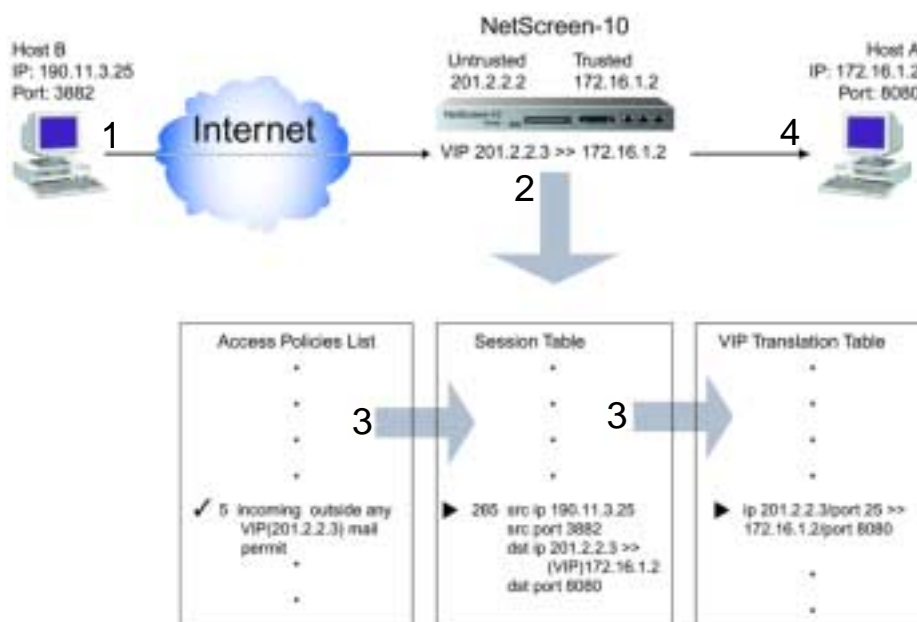 NetScreen-10
Host B
IP: 190.11.3.25
Port: 3882
Untrusted
201.2.2.2
Trusted
172.16.1.2
Host A
IP: 172.16.1.2
Port: 8080
1
Internet
NetScreen-10
VIP 201.2.2.3 >> 172.16.1.2
4
2
Access Policies List
Session Table
VIP Translation Table
3
3
✓ 5 incoming outside any
VIP(201.2.2.3) mail
permit
265 src ip 190.11.3.25
src port 3882
dst ip 201.2.2.3 >>
(VIP)172.16.1.2
dst port 8080
ip 201.2.2.3/port 25 >>
172.16.1.2/port 8080